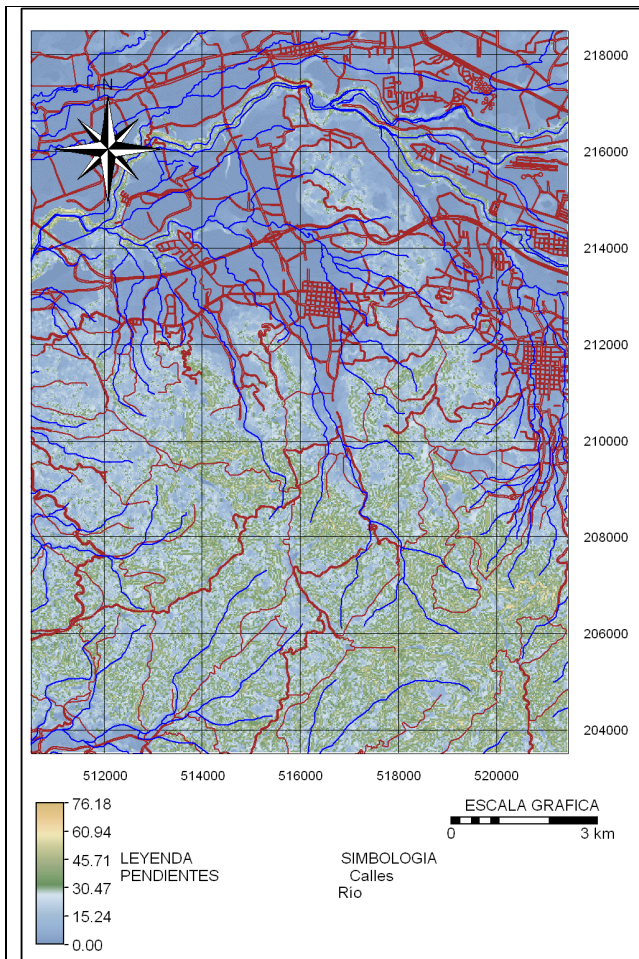 N
218000
216000
214000
212000
210000
208000
206000
204000
512000 514000 516000 518000 520000
76.18
60.94
45.71
30.47
15.24
0.00
LEYENDA
PENDIENTES
SIMBOLOGIA
Calles
Rio
ESCALA GRAFICA
0 3 km